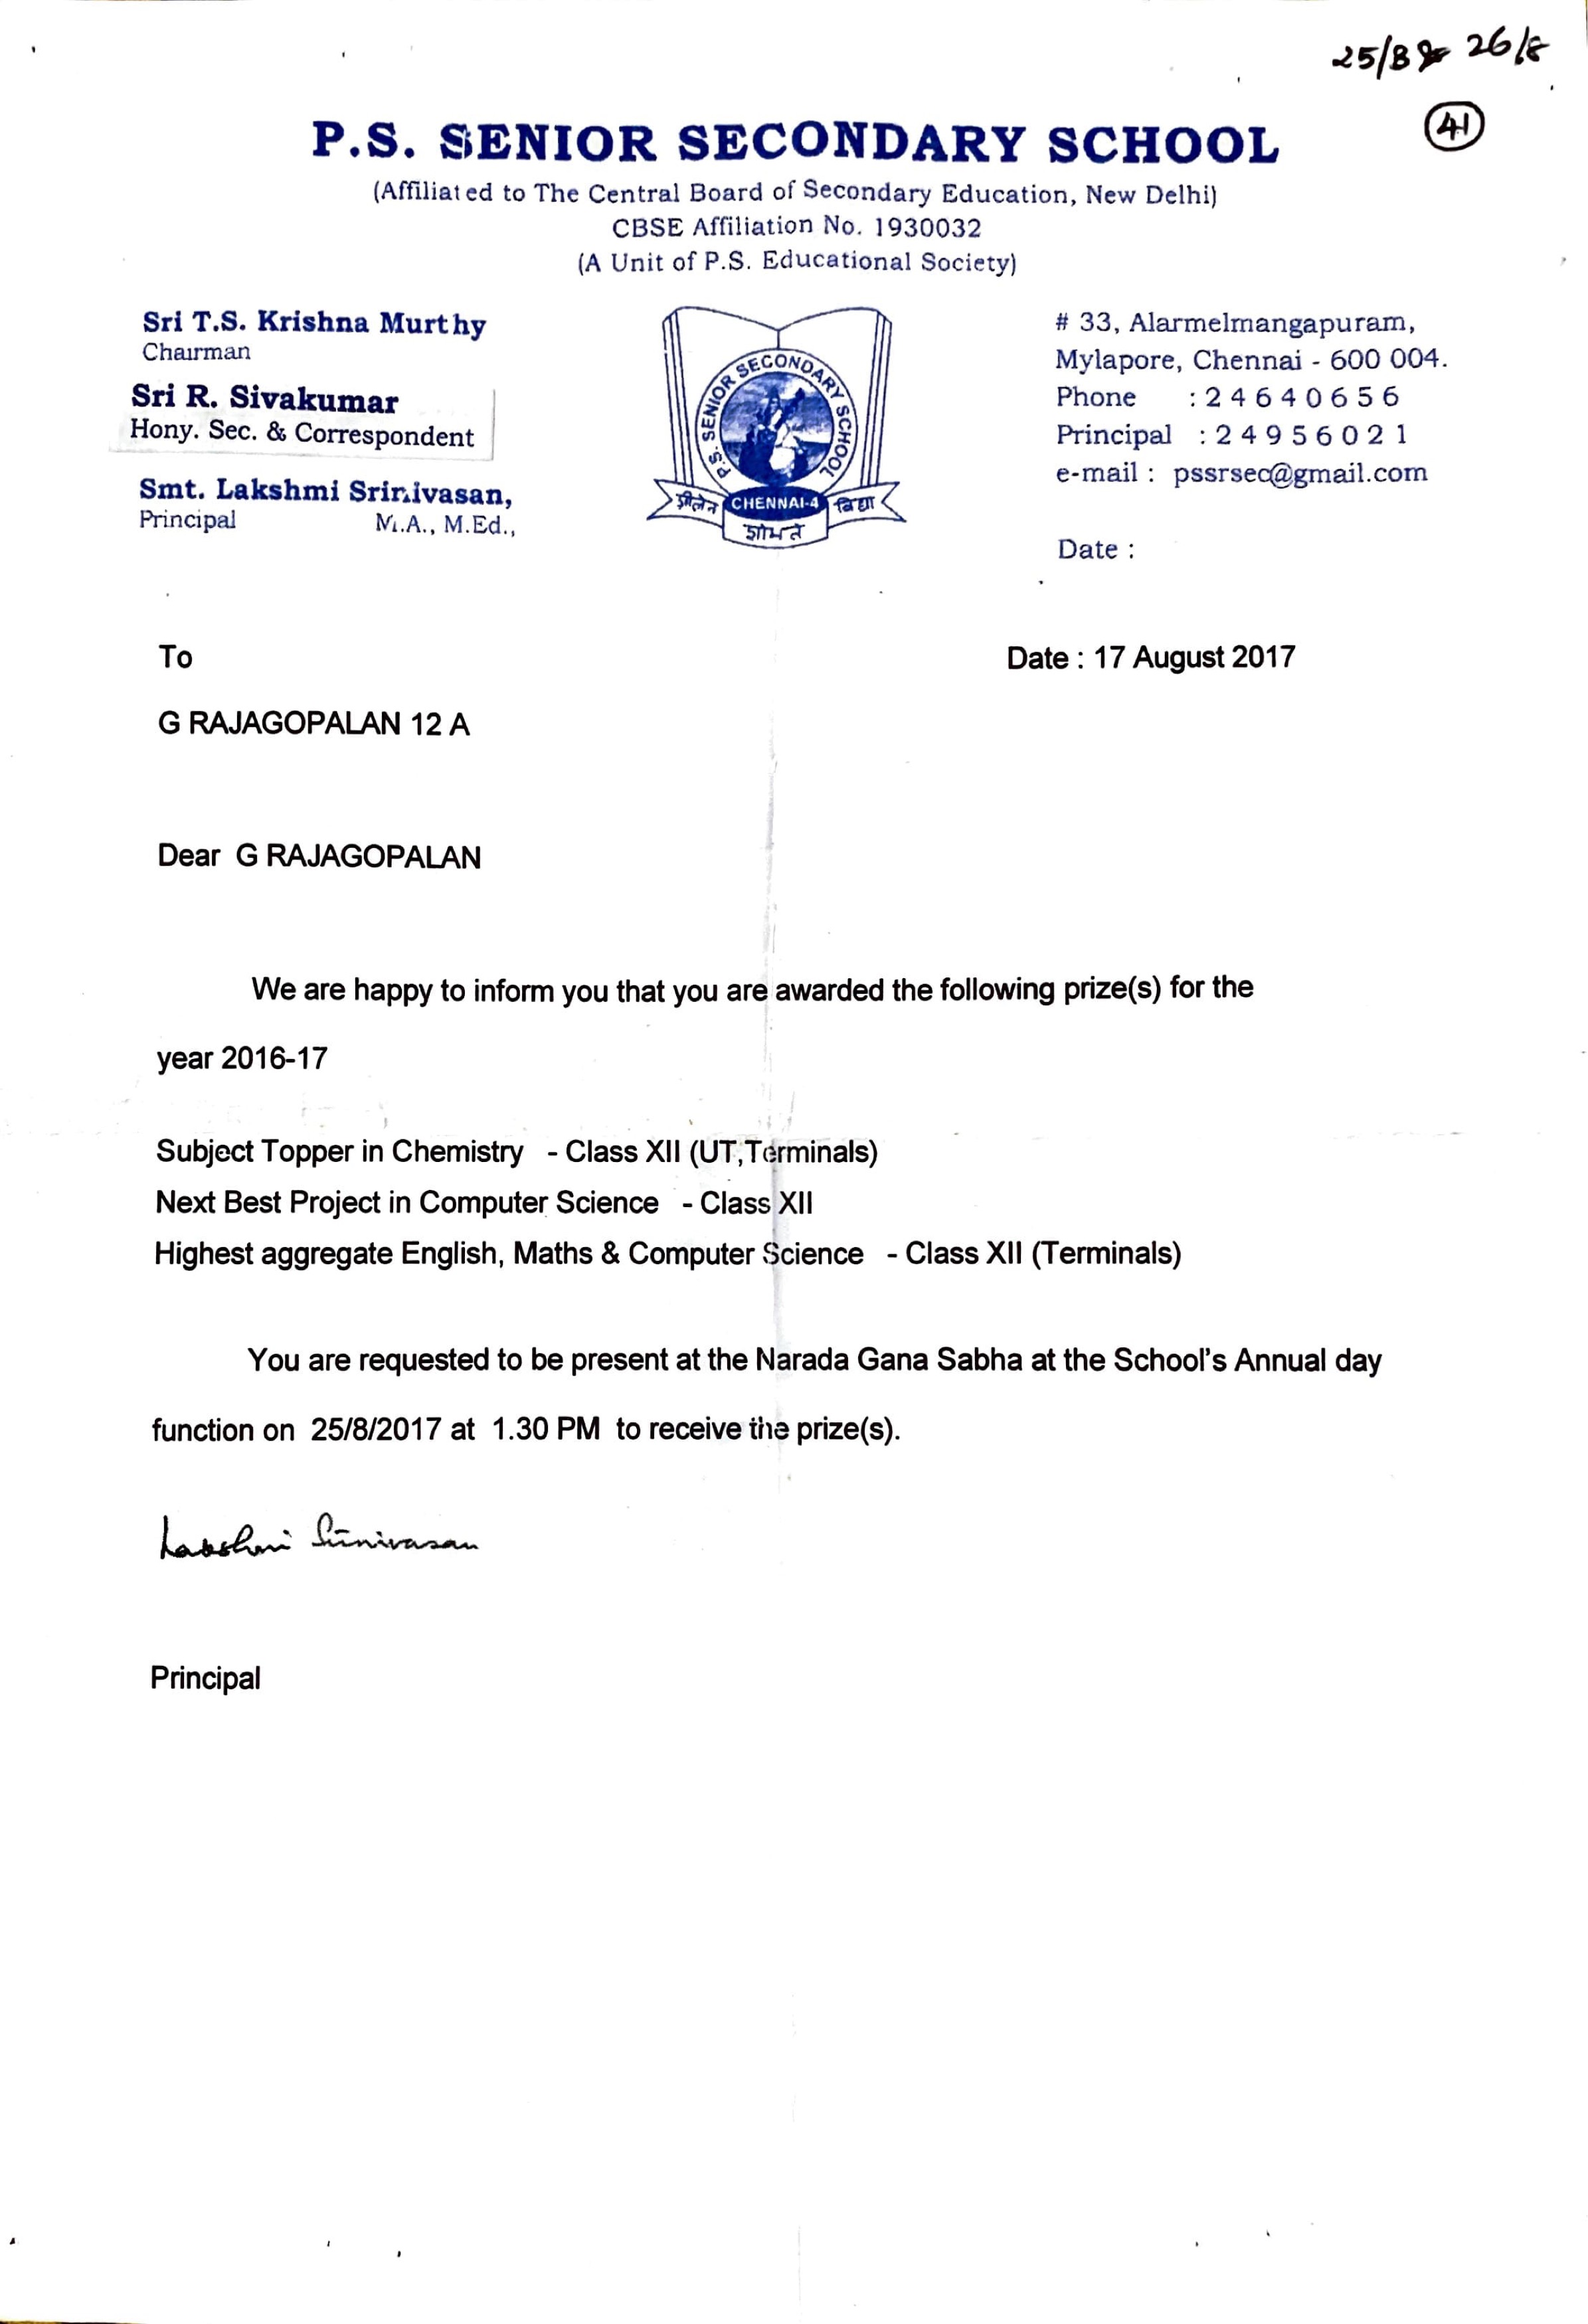 25/8 & 26/8
41
P.S. SENIOR SECONDARY SCHOOL
(Affiliated to The Central Board of Secondary Education, New Delhi)
CBSE Affiliation No. 1930032
(A Unit of P.S. Educational Society)
Sri T.S. Krishna Murthy
Chairman
Sri R. Sivakumar
Hony. Sec. & Correspondent
Smt. Lakshmi Srinivasan,
Principal M.A., M.Ed.,
P.S. SENIOR SECONDARY SCHOOL
शीलेन CHENNAI-4 विद्या
शोभते
# 33, Alarmelmangapuram,
Mylapore, Chennai - 600 004.
Phone : 2 4 6 4 0 6 5 6
Principal : 2 4 9 5 6 0 2 1
e-mail : pssrsec@gmail.com
Date :
To
Date : 17 August 2017
G RAJAGOPALAN 12 A
Dear G RAJAGOPALAN
We are happy to inform you that you are awarded the following prize(s) for the
year 2016-17
Subject Topper in Chemistry - Class XII (UT,Terminals)
Next Best Project in Computer Science - Class XII
Highest aggregate English, Maths & Computer Science - Class XII (Terminals)
You are requested to be present at the Narada Gana Sabha at the School's Annual day
function on 25/8/2017 at 1.30 PM to receive the prize(s).
Lakshmi Srinivasan
Principal